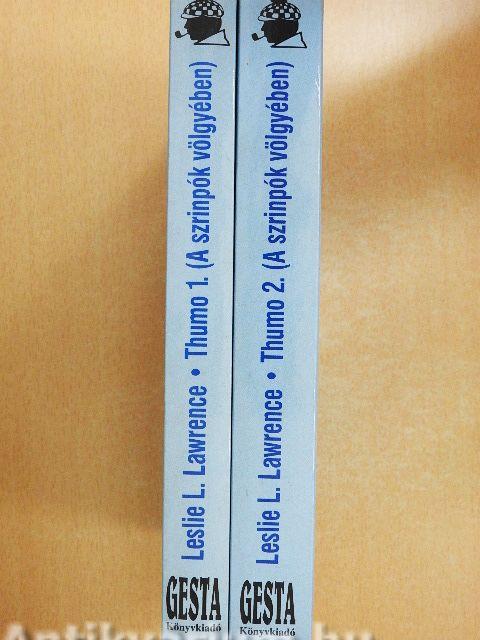 Leslie L. Lawrence • Thumo 1. (A szrinpók völgyében)
GESTA
Könyvkiadó
Leslie L. Lawrence • Thumo 2. (A szrinpók völgyében)
GESTA
Könyvkiadó